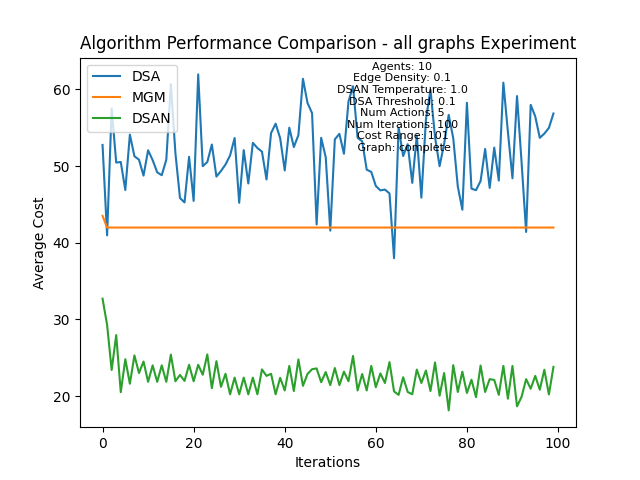 Algorithm Performance Comparison - all graphs Experiment
DSA
MGM
DSAN
Agents: 10
Edge Density: 0.1
DSAN Temperature: 1.0
DSA Threshold: 0.1
Num Actions: 5
Num Iterations: 100
Cost Range: 101
Graph: complete
Average Cost
60
50
40
30
20
0
20
40
60
80
100
Iterations